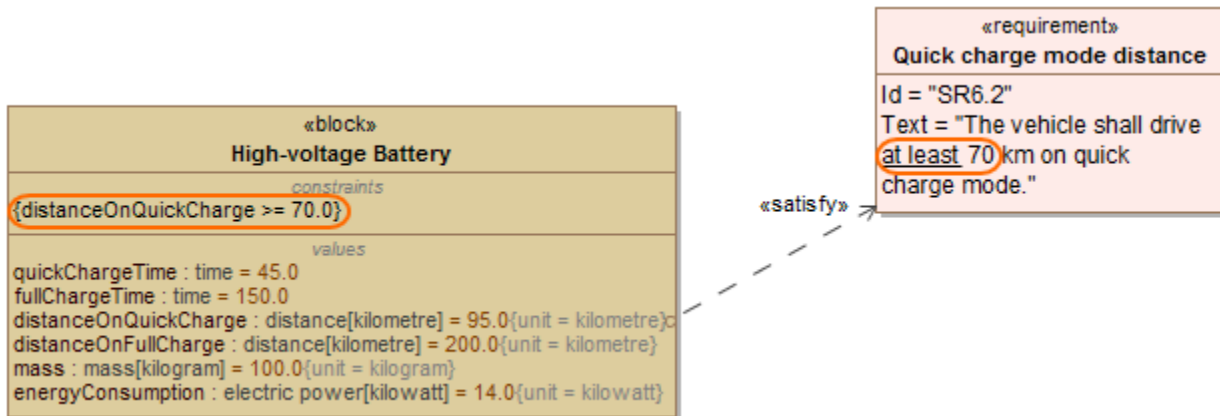 «requirement»
Quick charge mode distance
Id = "SR6.2"
Text = "The vehicle shall drive
at least 70 km on quick
charge mode."
«satisfy»
«block»
High-voltage Battery
constraints
{distanceOnQuickCharge >= 70.0}
values
quickChargeTime : time = 45.0
fullChargeTime : time = 150.0
distanceOnQuickCharge : distance[kilometre] = 95.0{unit = kilometre}c
distanceOnFullCharge : distance[kilometre] = 200.0{unit = kilometre}
mass : mass[kilogram] = 100.0{unit = kilogram}
energyConsumption : electric power[kilowatt] = 14.0{unit = kilowatt}